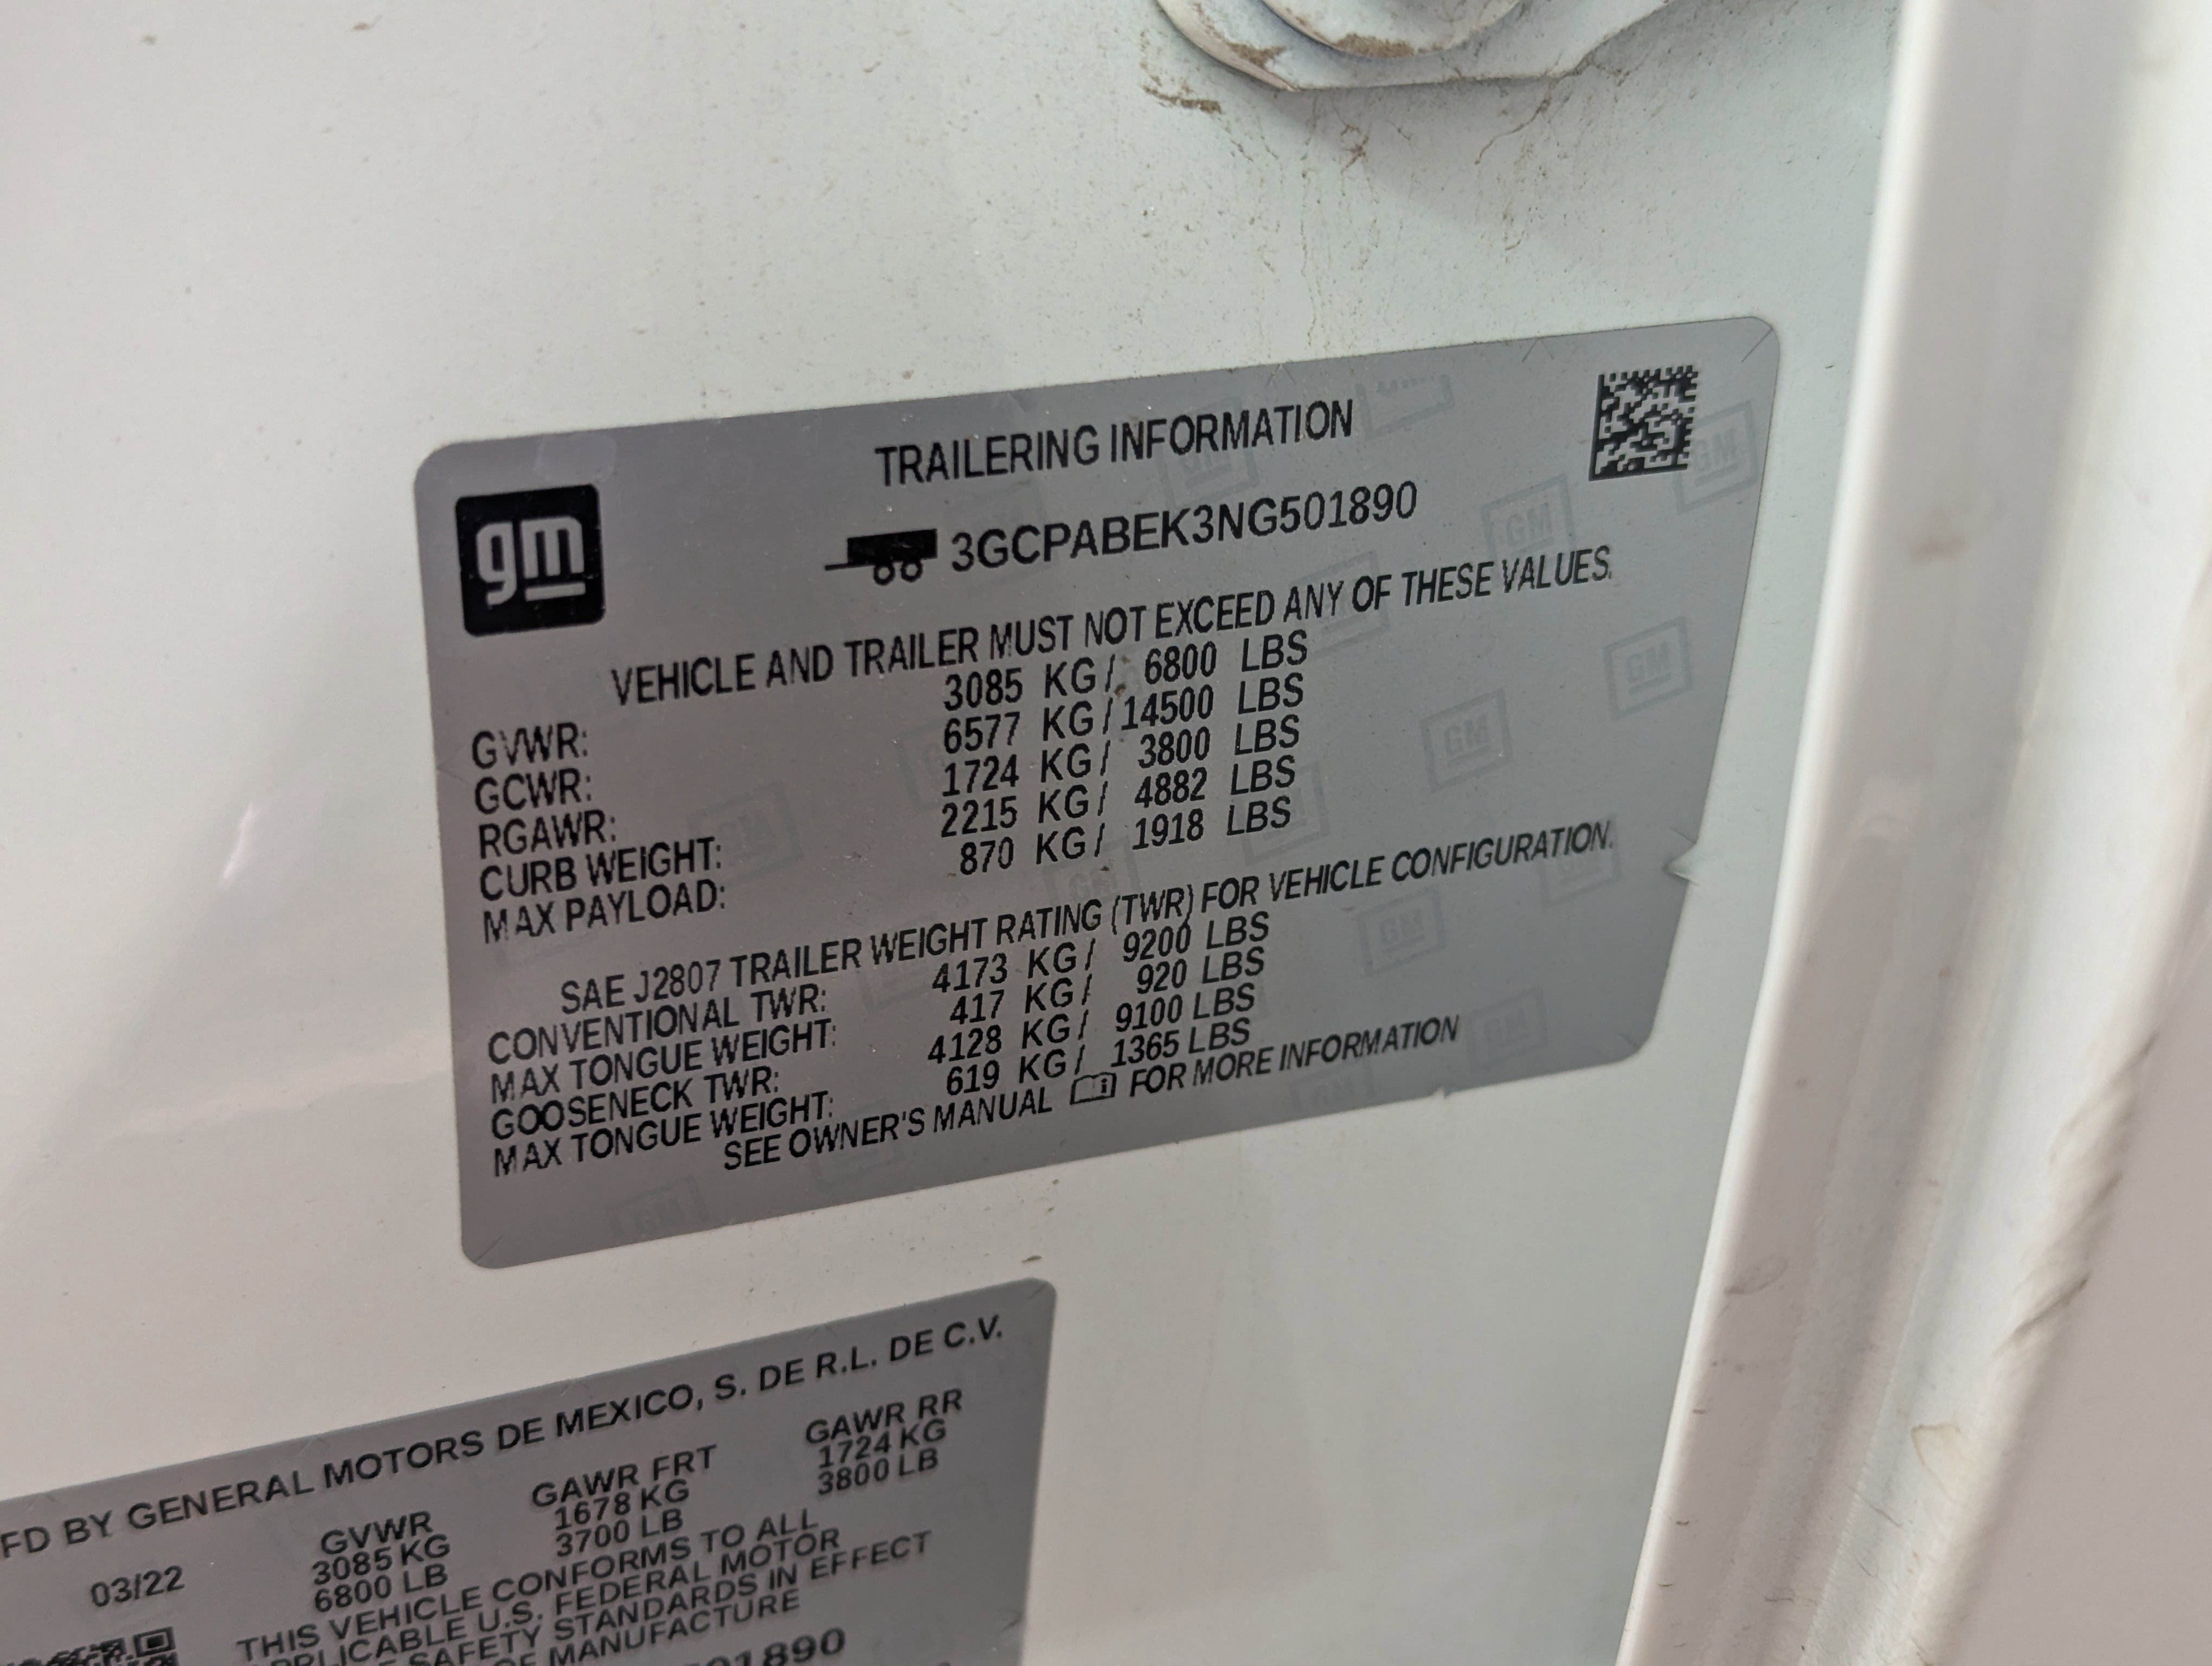 TRAILERING INFORMATION
gm
3GCPABEK3NG501890
VEHICLE AND TRAILER MUST NOT EXCEED ANY OF THESE VALUES.
GVWR: 3085 KG / 6800 LBS
GCWR: 6577 KG / 14500 LBS
RGAWR: 1724 KG / 3800 LBS
CURB WEIGHT: 2215 KG / 4882 LBS
MAX PAYLOAD: 870 KG / 1918 LBS
SAE J2807 TRAILER WEIGHT RATING (TWR) FOR VEHICLE CONFIGURATION.
CONVENTIONAL TWR: 4173 KG / 9200 LBS
MAX TONGUE WEIGHT: 417 KG / 920 LBS
GOOSENECK TWR: 4128 KG / 9100 LBS
MAX TONGUE WEIGHT: 619 KG / 1365 LBS
SEE OWNER'S MANUAL FOR MORE INFORMATION
FD BY GENERAL MOTORS DE MEXICO, S. DE R.L. DE C.V.
03/22 GVWR GAWR FRT GAWR RR
3085 KG 1678 KG 1724 KG
6800 LB 3700 LB 3800 LB
THIS VEHICLE CONFORMS TO ALL
PLICABLE U.S. FEDERAL MOTOR
SAFETY STANDARDS IN EFFECT
OF MANUFACTURE
01890